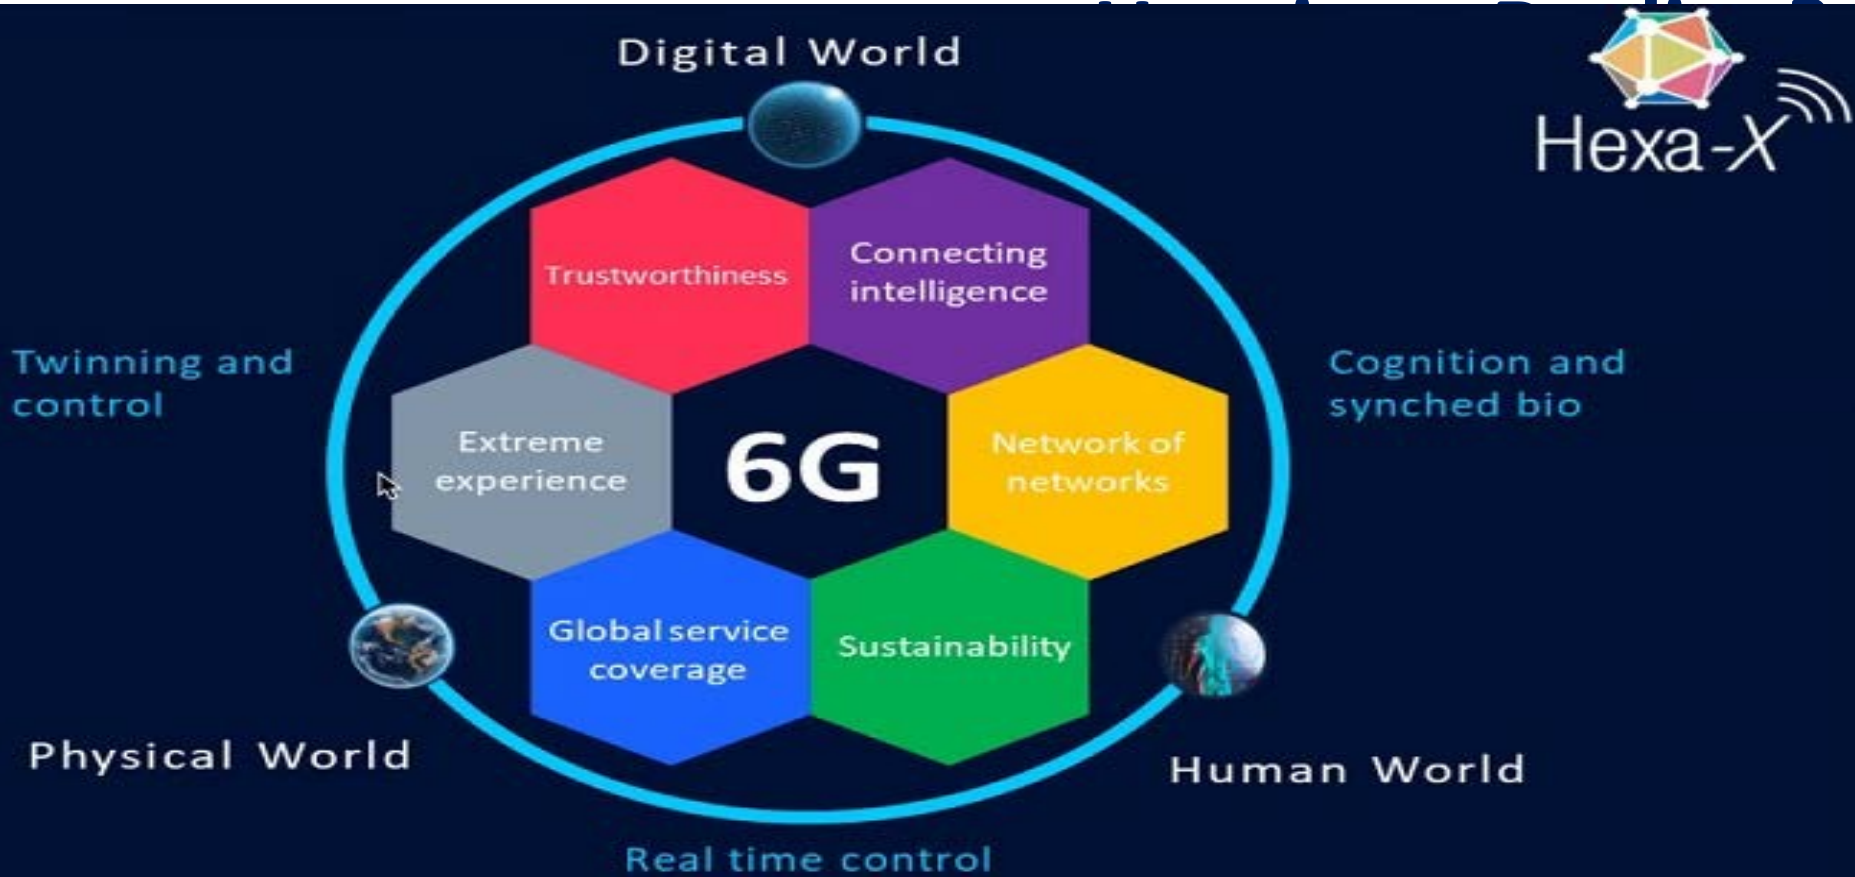 Digital World
Hexa-X
Trustworthiness
Connecting
intelligence
Twinning and
control
Cognition and
synched bio
Extreme
experience
6G
Network of
networks
Global service
coverage
Sustainability
Physical World
Human World
Real time control